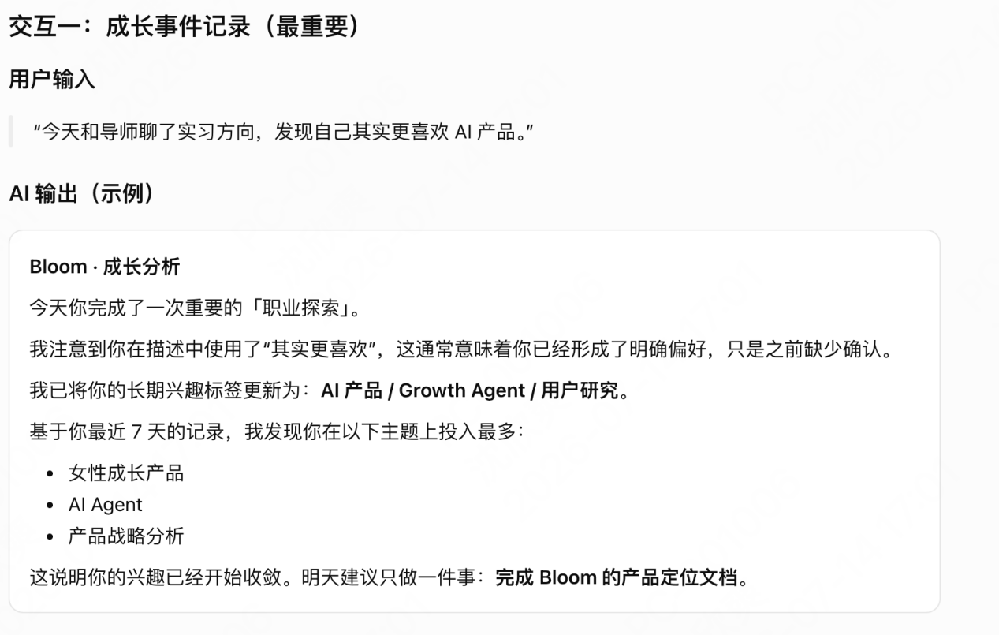 交互一：成长事件记录（最重要）
用户输入
“今天和导师聊了实习方向，发现自己其实更喜欢 AI 产品。”
AI 输出（示例）
Bloom · 成长分析
今天你完成了一次重要的「职业探索」。
我注意到你在描述中使用了“其实更喜欢”，这通常意味着你已经形成了明确偏好，只是之前缺少确认。
我已将你的长期兴趣标签更新为：AI 产品 / Growth Agent / 用户研究。
基于你最近 7 天的记录，我发现你在以下主题上投入最多：
• 女性成长产品
• AI Agent
• 产品战略分析
这说明你的兴趣已经开始收敛。明天建议只做一件事：完成 Bloom 的产品定位文档。